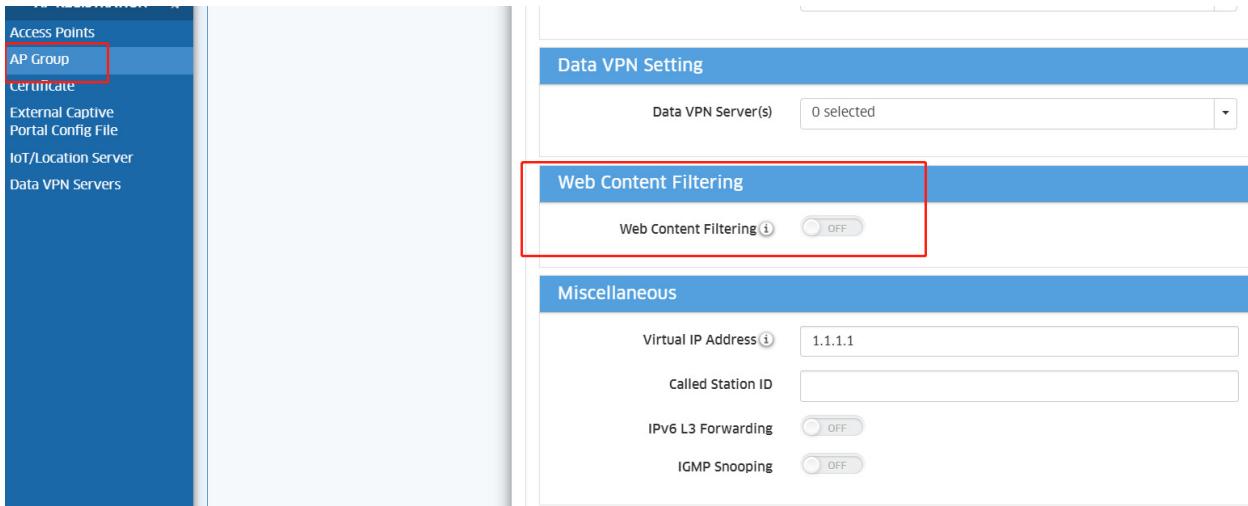 Access Points
AP Group
Certificate
External Captive
Portal Config File
IoT/Location Server
Data VPN Servers
Data VPN Setting
Data VPN Server(s)
0 selected
Web Content Filtering
Web Content Filtering
OFF
Miscellaneous
Virtual IP Address
1.1.1.1
Called Station ID
IPv6 L3 Forwarding
OFF
IGMP Snooping
OFF